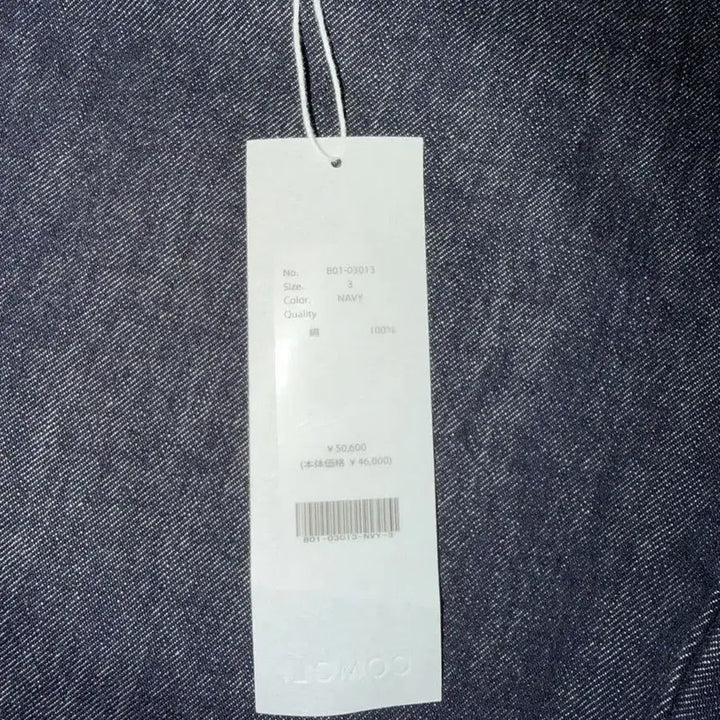 No. B01-03013
Size. 3
Color. NAVY
Quality
綿 100%
￥50,600
(本体価格 ￥46,000)
B01-03013-NVY-3